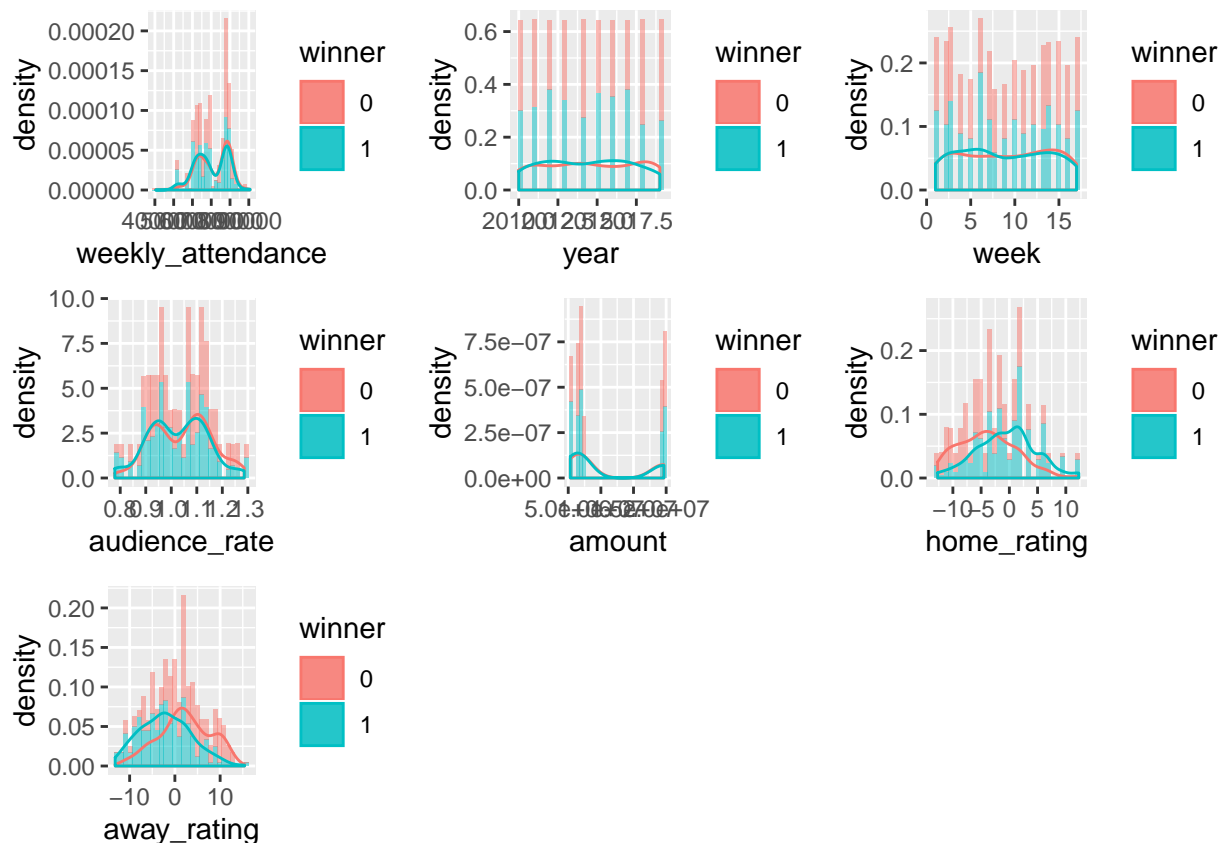 density
0.00020
0.00015
0.00010
0.00005
0.00000
weekly_attendance
winner
0
1
density
0.6
0.4
0.2
0.0
year
winner
0
1
density
0.2
0.1
0.0
0 5 10 15
week
winner
0
1
density
10.0
7.5
5.0
2.5
0.0
0.8 0.9 1.0 1.1 1.2 1.3
audience_rate
winner
0
1
density
7.5e−07
5.0e−07
2.5e−07
0.0e+00
amount
winner
0
1
density
0.2
0.1
0.0
−10 −5 0 5 10
home_rating
winner
0
1
density
0.20
0.15
0.10
0.05
0.00
−10 0 10
away_rating
winner
0
1